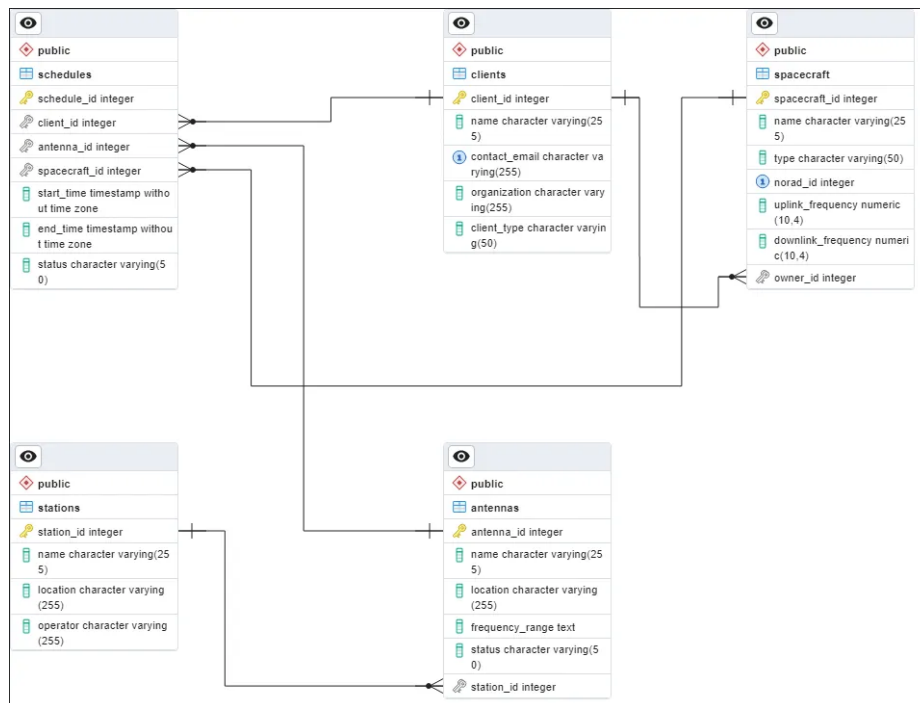 public
schedules
schedule_id integer
client_id integer
antenna_id integer
spacecraft_id integer
start_time timestamp witho
ut time zone
end_time timestamp withou
t time zone
status character varying(5
0)
public
clients
client_id integer
name character varying(25
5)
contact_email character va
rying(255)
organization character vary
ing(255)
client_type character varyin
g(50)
public
spacecraft
spacecraft_id integer
name character varying(25
5)
type character varying(50)
norad_id integer
uplink_frequency numeric
(10,4)
downlink_frequency numeri
c(10,4)
owner_id integer
public
stations
station_id integer
name character varying(25
5)
location character varying
(255)
operator character varying
(255)
public
antennas
antenna_id integer
name character varying(25
5)
location character varying
(255)
frequency_range text
status character varying(5
0)
station_id integer